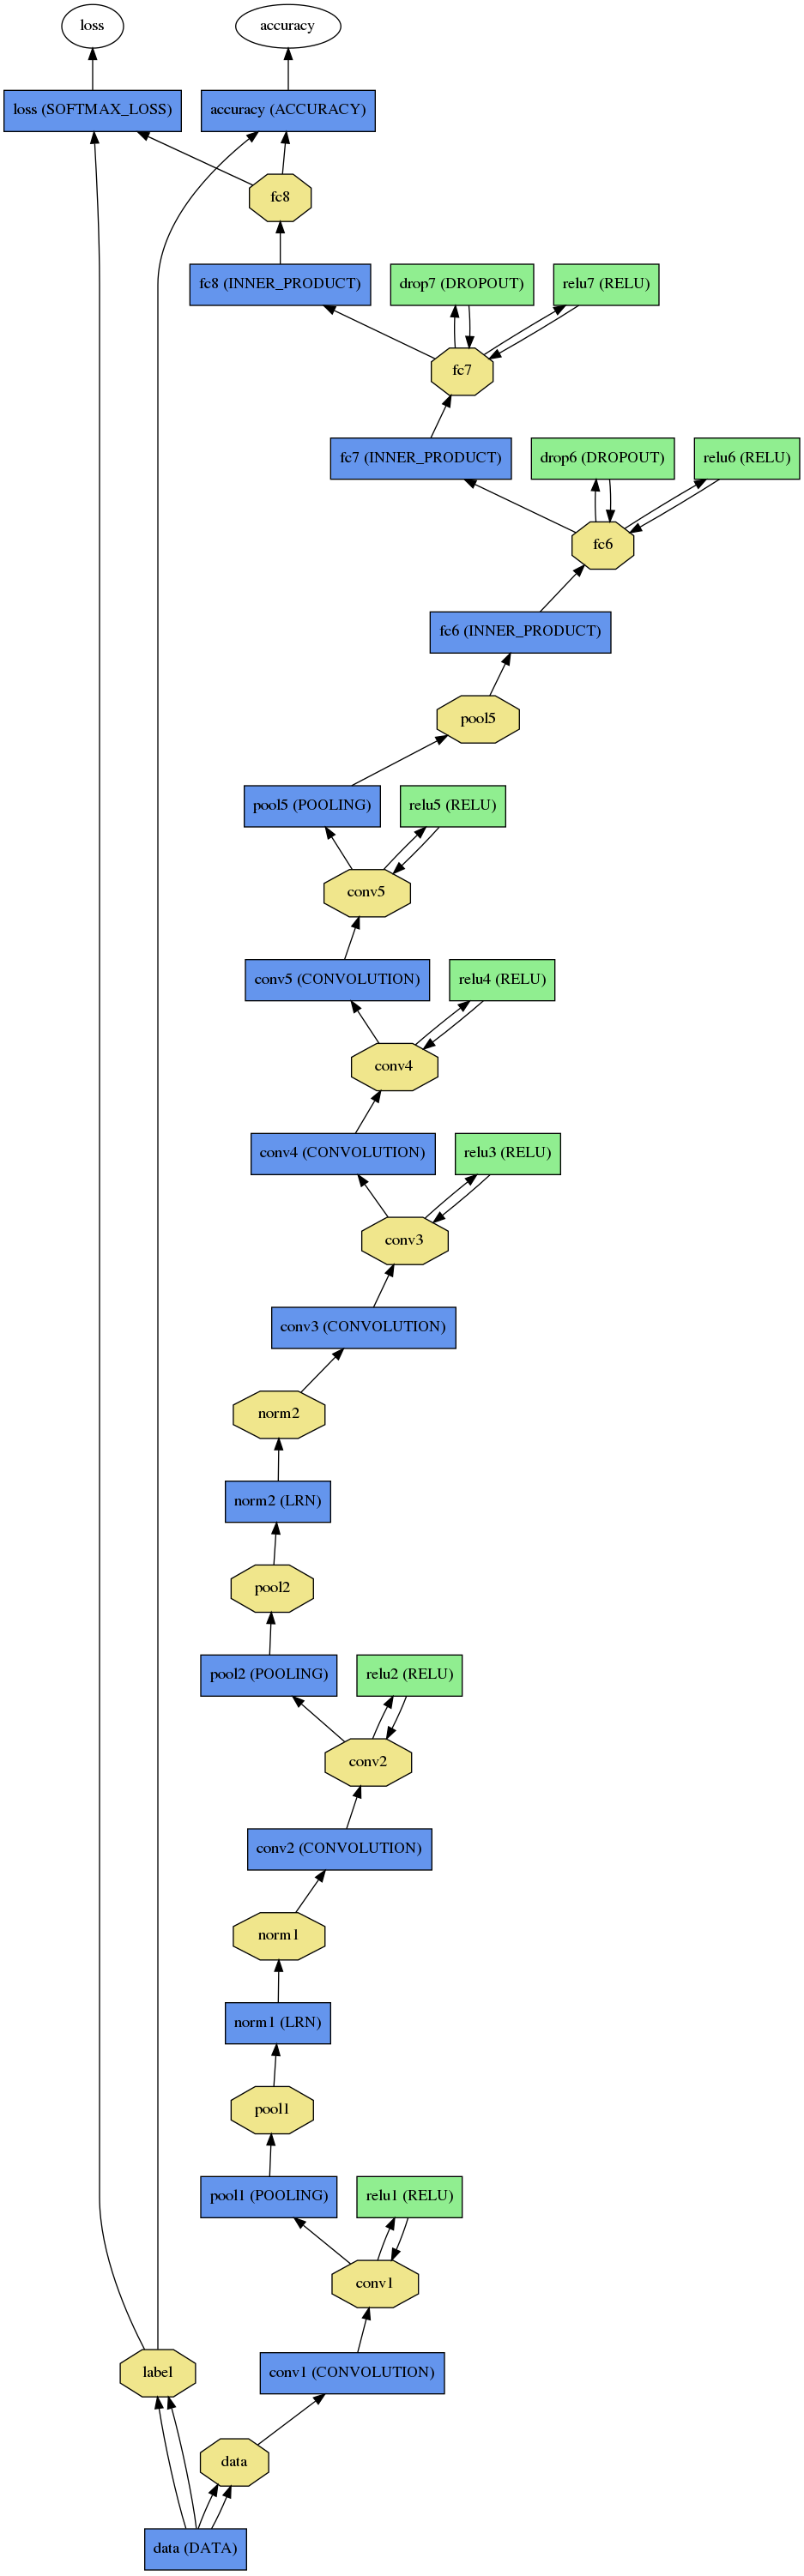 loss
accuracy
loss (SOFTMAX_LOSS)
accuracy (ACCURACY)
fc8
fc8 (INNER_PRODUCT)
drop7 (DROPOUT)
relu7 (RELU)
fc7
fc7 (INNER_PRODUCT)
drop6 (DROPOUT)
relu6 (RELU)
fc6
fc6 (INNER_PRODUCT)
pool5
pool5 (POOLING)
relu5 (RELU)
conv5
conv5 (CONVOLUTION)
relu4 (RELU)
conv4
conv4 (CONVOLUTION)
relu3 (RELU)
conv3
conv3 (CONVOLUTION)
norm2
norm2 (LRN)
pool2
pool2 (POOLING)
relu2 (RELU)
conv2
conv2 (CONVOLUTION)
norm1
norm1 (LRN)
pool1
pool1 (POOLING)
relu1 (RELU)
conv1
label
conv1 (CONVOLUTION)
data
data (DATA)